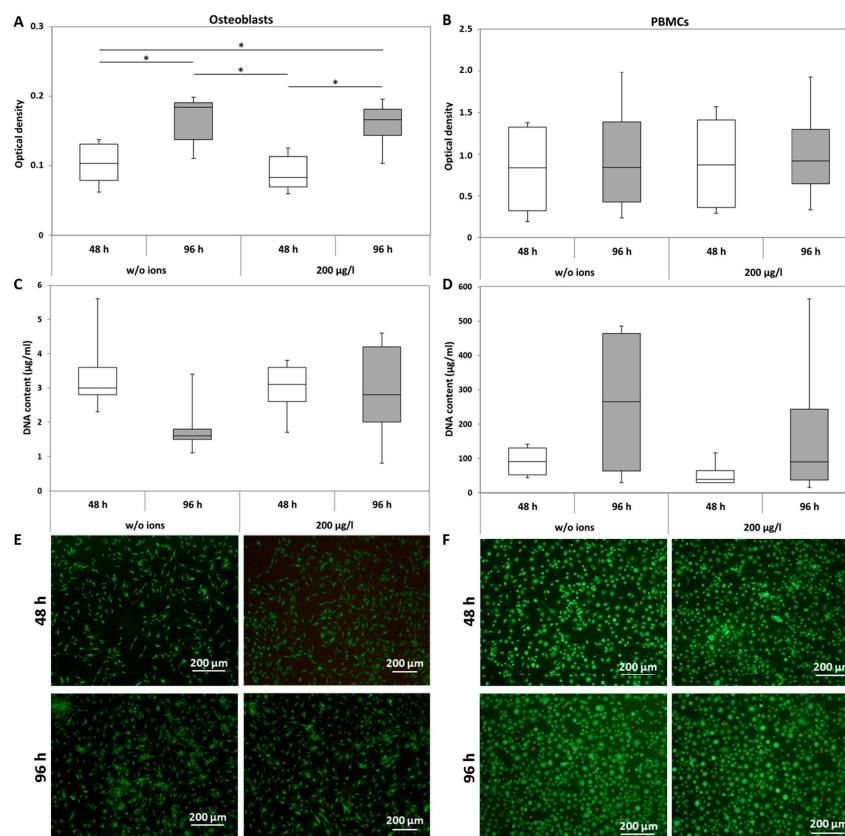 A
Osteoblasts
0.3
0.2
0.1
0
Optical density
*
*
*
*
48 h
96 h
48 h
96 h
w/o ions
200 µg/l
B
PBMCs
2.5
2.0
1.5
1.0
0.5
0
Optical density
48 h
96 h
48 h
96 h
w/o ions
200 µg/l
C
6
5
4
3
2
1
0
DNA content (µg/ml)
48 h
96 h
48 h
96 h
w/o ions
200 µg/l
D
600
500
400
300
200
100
0
DNA content (µg/ml)
48 h
96 h
48 h
96 h
w/o ions
200 µg/l
E
48 h
200 µm
200 µm
96 h
200 µm
200 µm
F
48 h
200 µm
200 µm
96 h
200 µm
200 µm